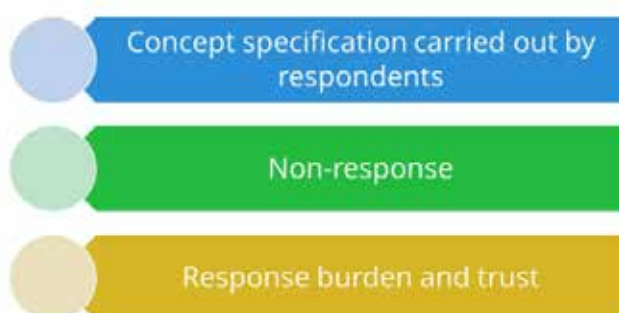 Concept specification carried out by
respondents
Non-response
Response burden and trust